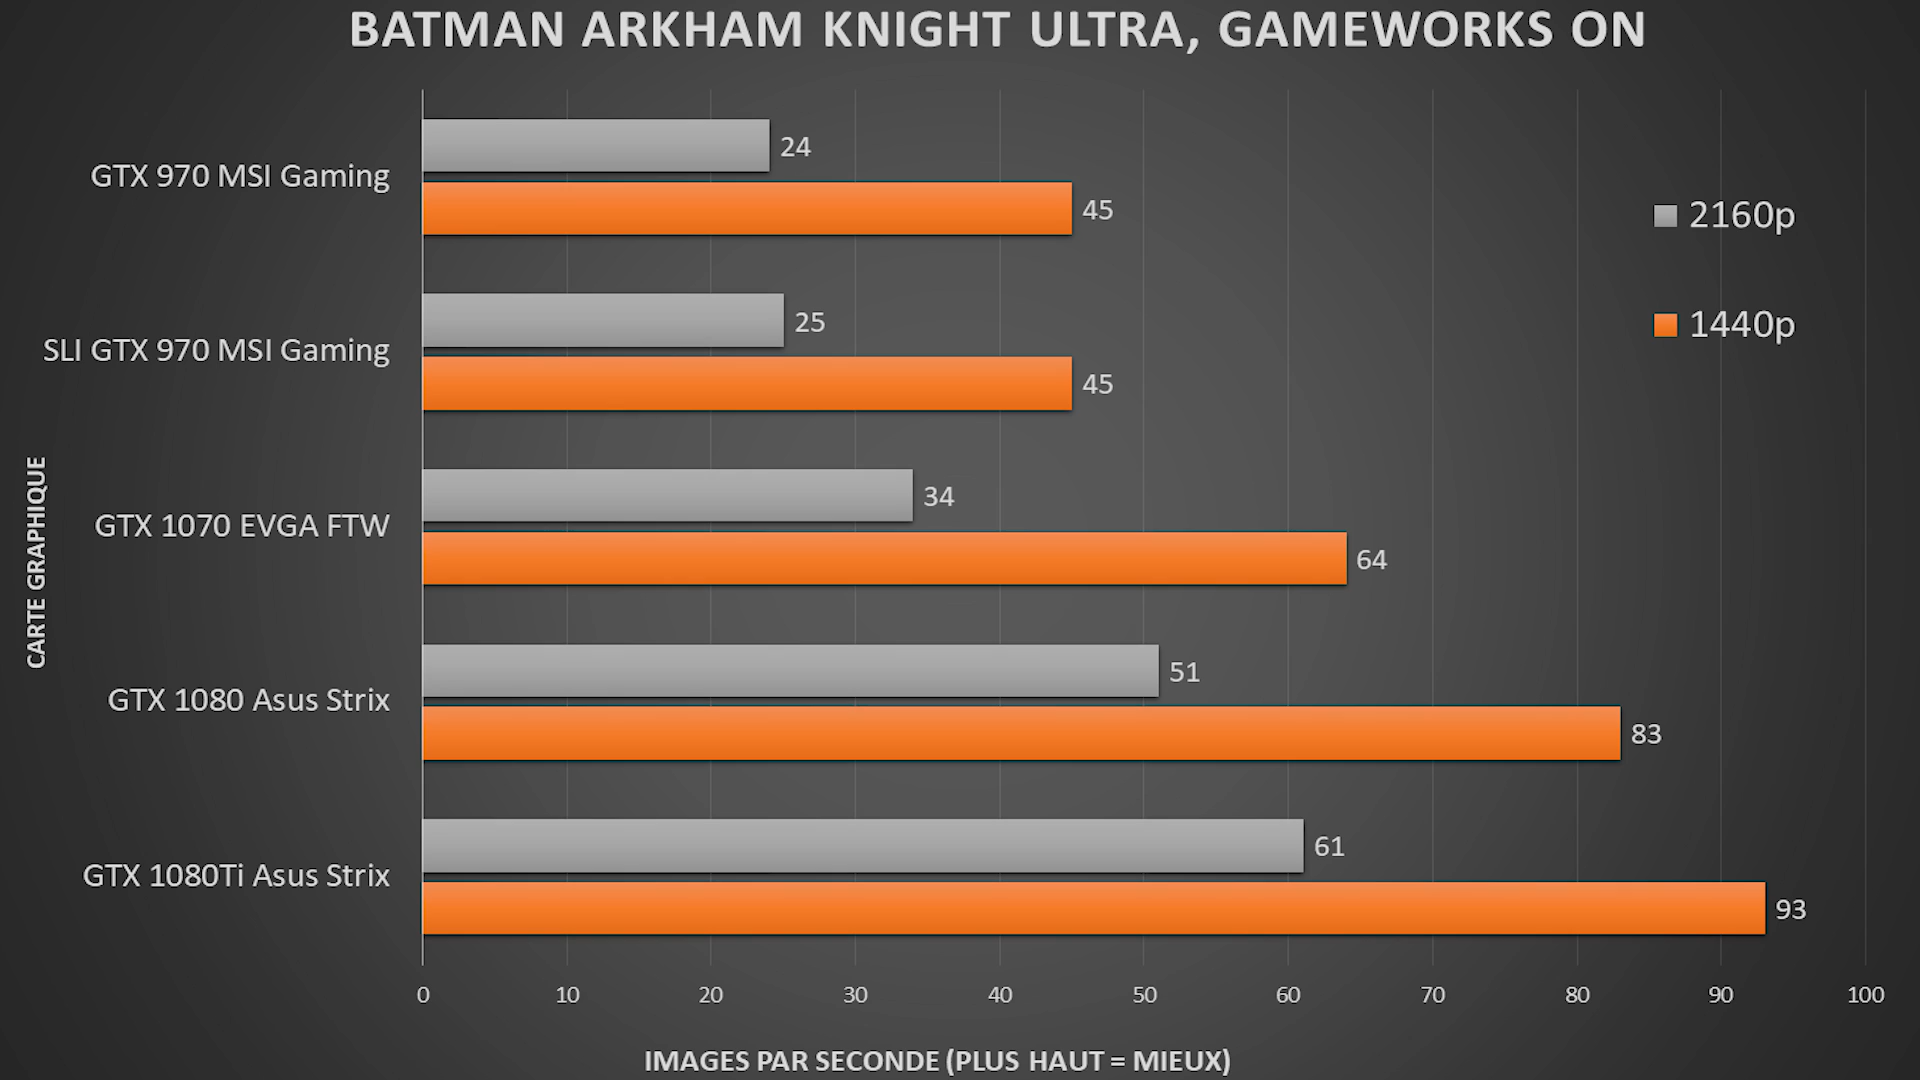 BATMAN ARKHAM KNIGHT ULTRA, GAMEWORKS ON
GTX 970 MSI Gaming
24
45
SLI GTX 970 MSI Gaming
25
45
GTX 1070 EVGA FTW
34
64
GTX 1080 Asus Strix
51
83
GTX 1080Ti Asus Strix
61
93
2160p
1440p
CARTE GRAPHIQUE
0 10 20 30 40 50 60 70 80 90 100
IMAGES PAR SECONDE (PLUS HAUT = MIEUX)